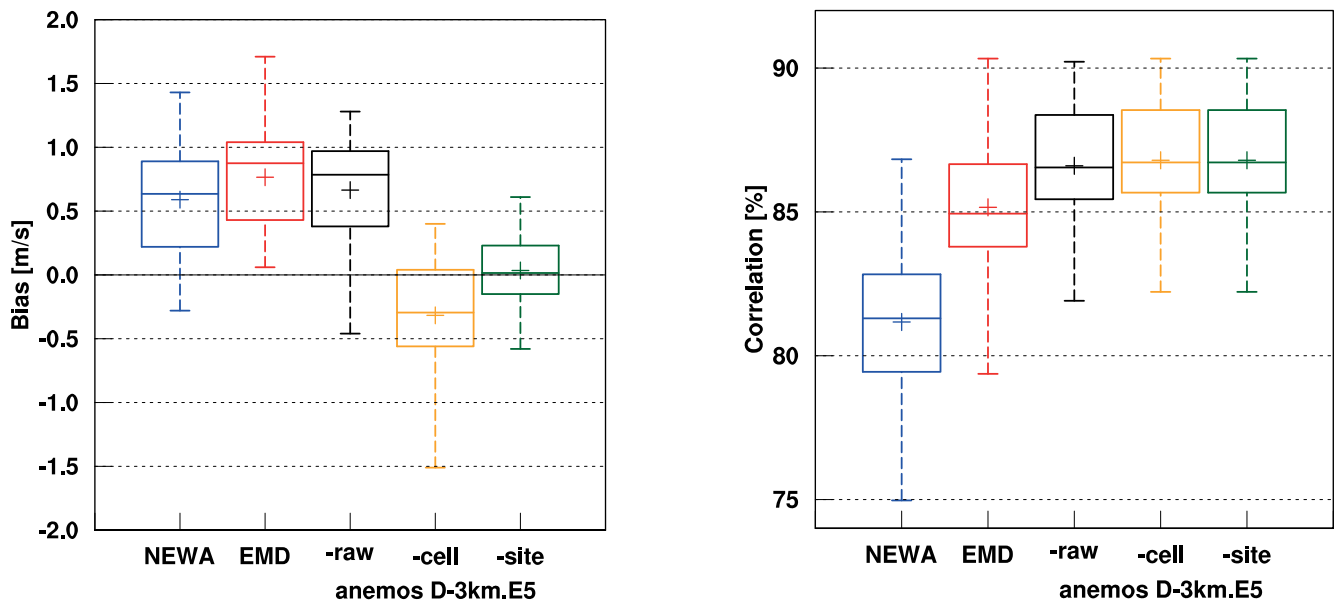 2.0
1.5
1.0
0.5
0.0
-0.5
-1.0
-1.5
-2.0
Bias [m/s]
NEWA EMD -raw -cell -site
anemos D-3km.E5
90
85
80
75
Correlation [%]
NEWA EMD -raw -cell -site
anemos D-3km.E5